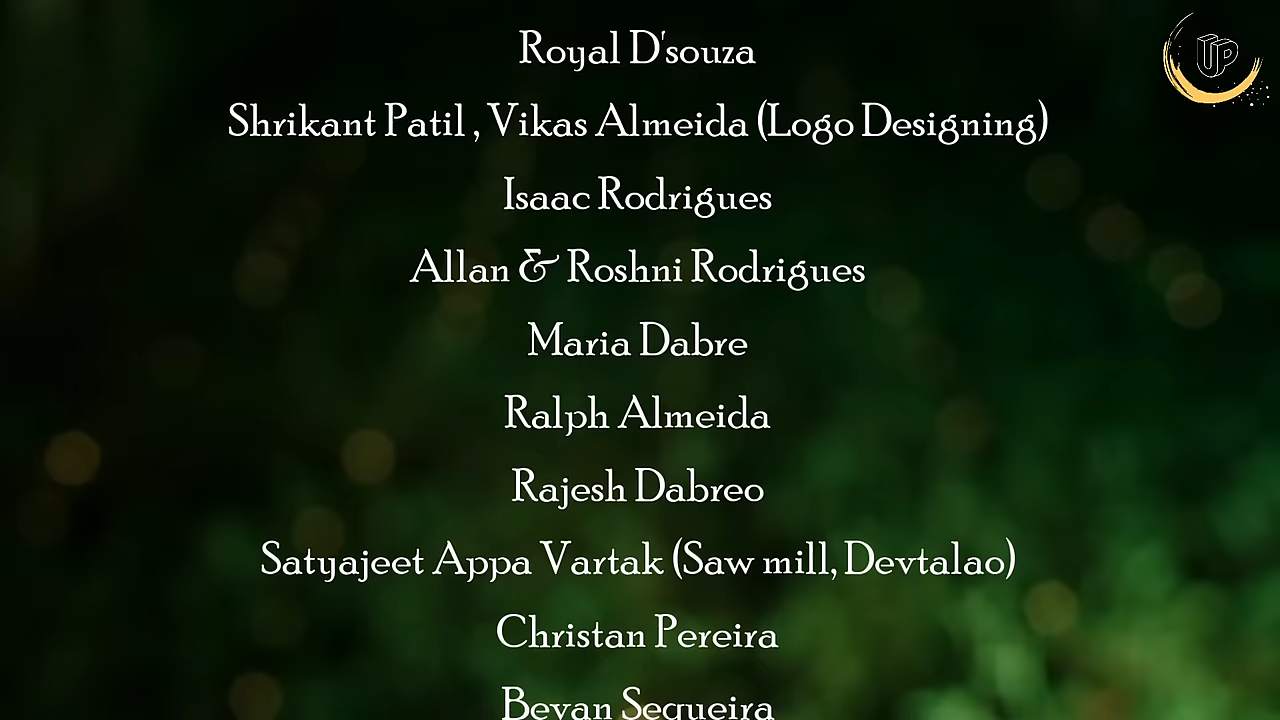 Royal D'souza
UP
Shrikant Patil , Vikas Almeida (Logo Designing)
Isaac Rodrigues
Allan & Roshni Rodrigues
Maria Dabre
Ralph Almeida
Rajesh Dabreo
Satyajeet Appa Vartak (Saw mill, Devtalao)
Christan Pereira
Bevan Sequeira